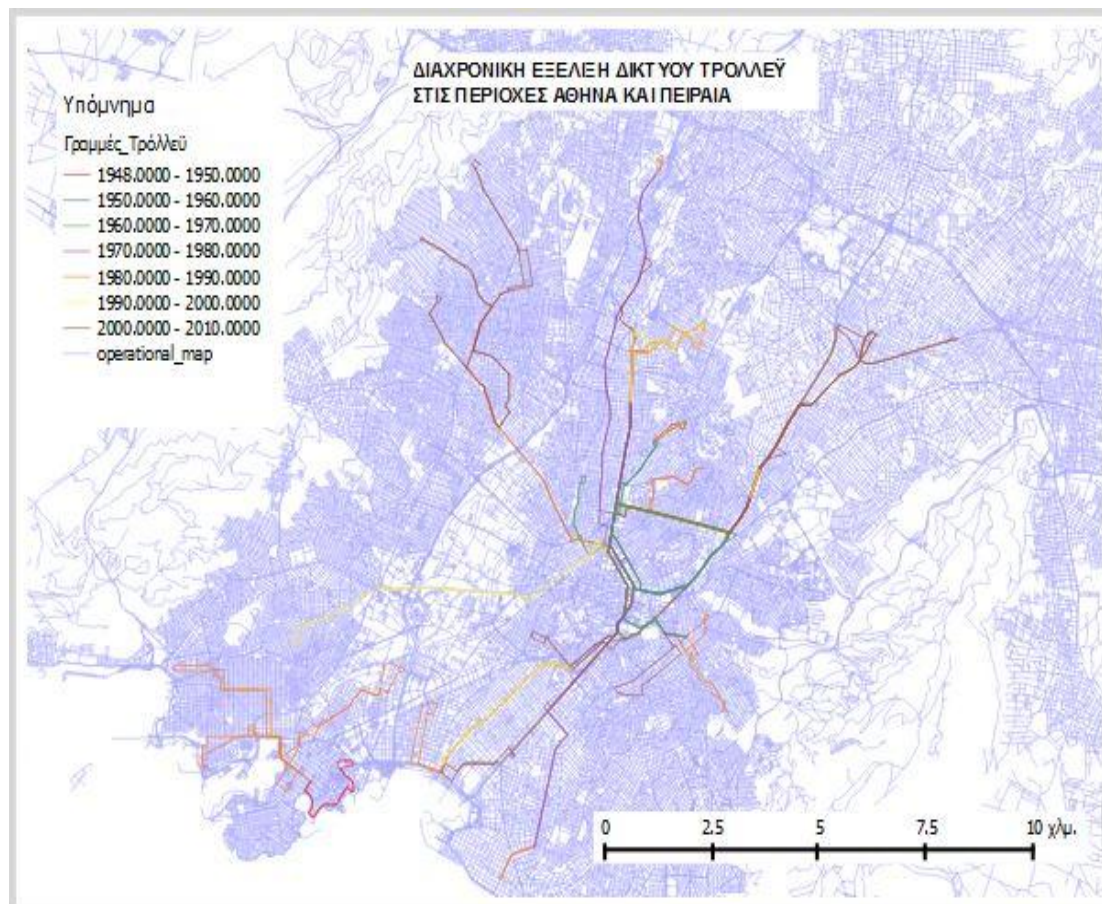 ΔΙΑΧΡΟΝΙΚΗ ΕΞΕΛΙΞΗ ΔΙΚΤΥΟΥ ΤΡΟΛΛΕΫ
ΣΤΙΣ ΠΕΡΙΟΧΕΣ ΑΘΗΝΑ ΚΑΙ ΠΕΙΡΑΙΑ
Υπόμνημα
Γραμμές_Τρόλλεϋ
1948.0000 - 1950.0000
1950.0000 - 1960.0000
1960.0000 - 1970.0000
1970.0000 - 1980.0000
1980.0000 - 1990.0000
1990.0000 - 2000.0000
2000.0000 - 2010.0000
operational_map
0 2.5 5 7.5 10 χλμ.